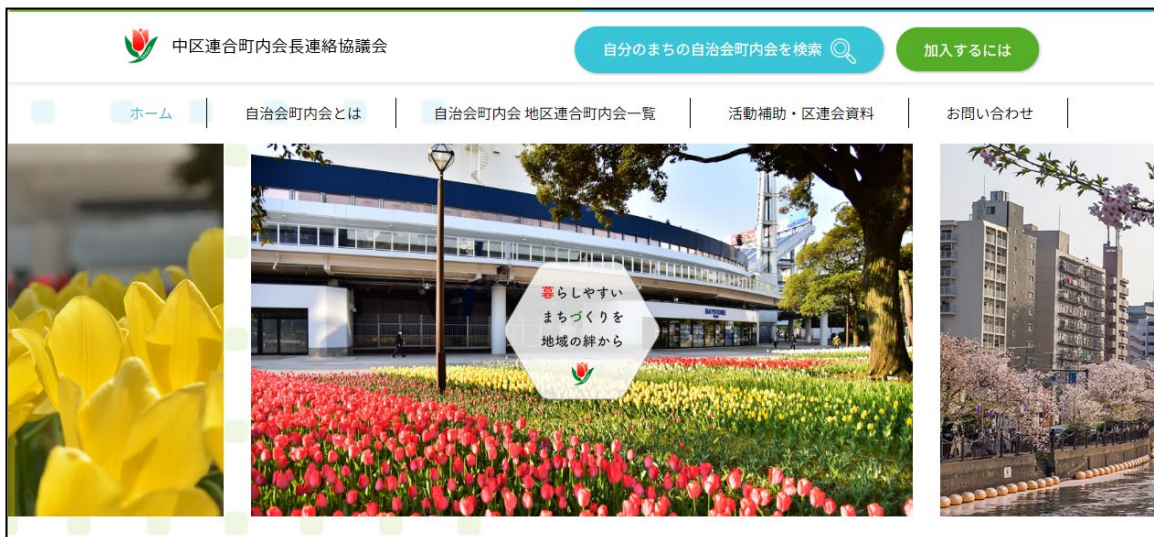 中区連合町内会長連絡協議会
自分のまちの自治会町内会を検索
加入するには
ホーム
自治会町内会とは
自治会町内会 地区連合町内会一覧
活動補助・区連会資料
お問い合わせ
BAYSTORE
暮らしやすい
まちづくりを
地域の絆から